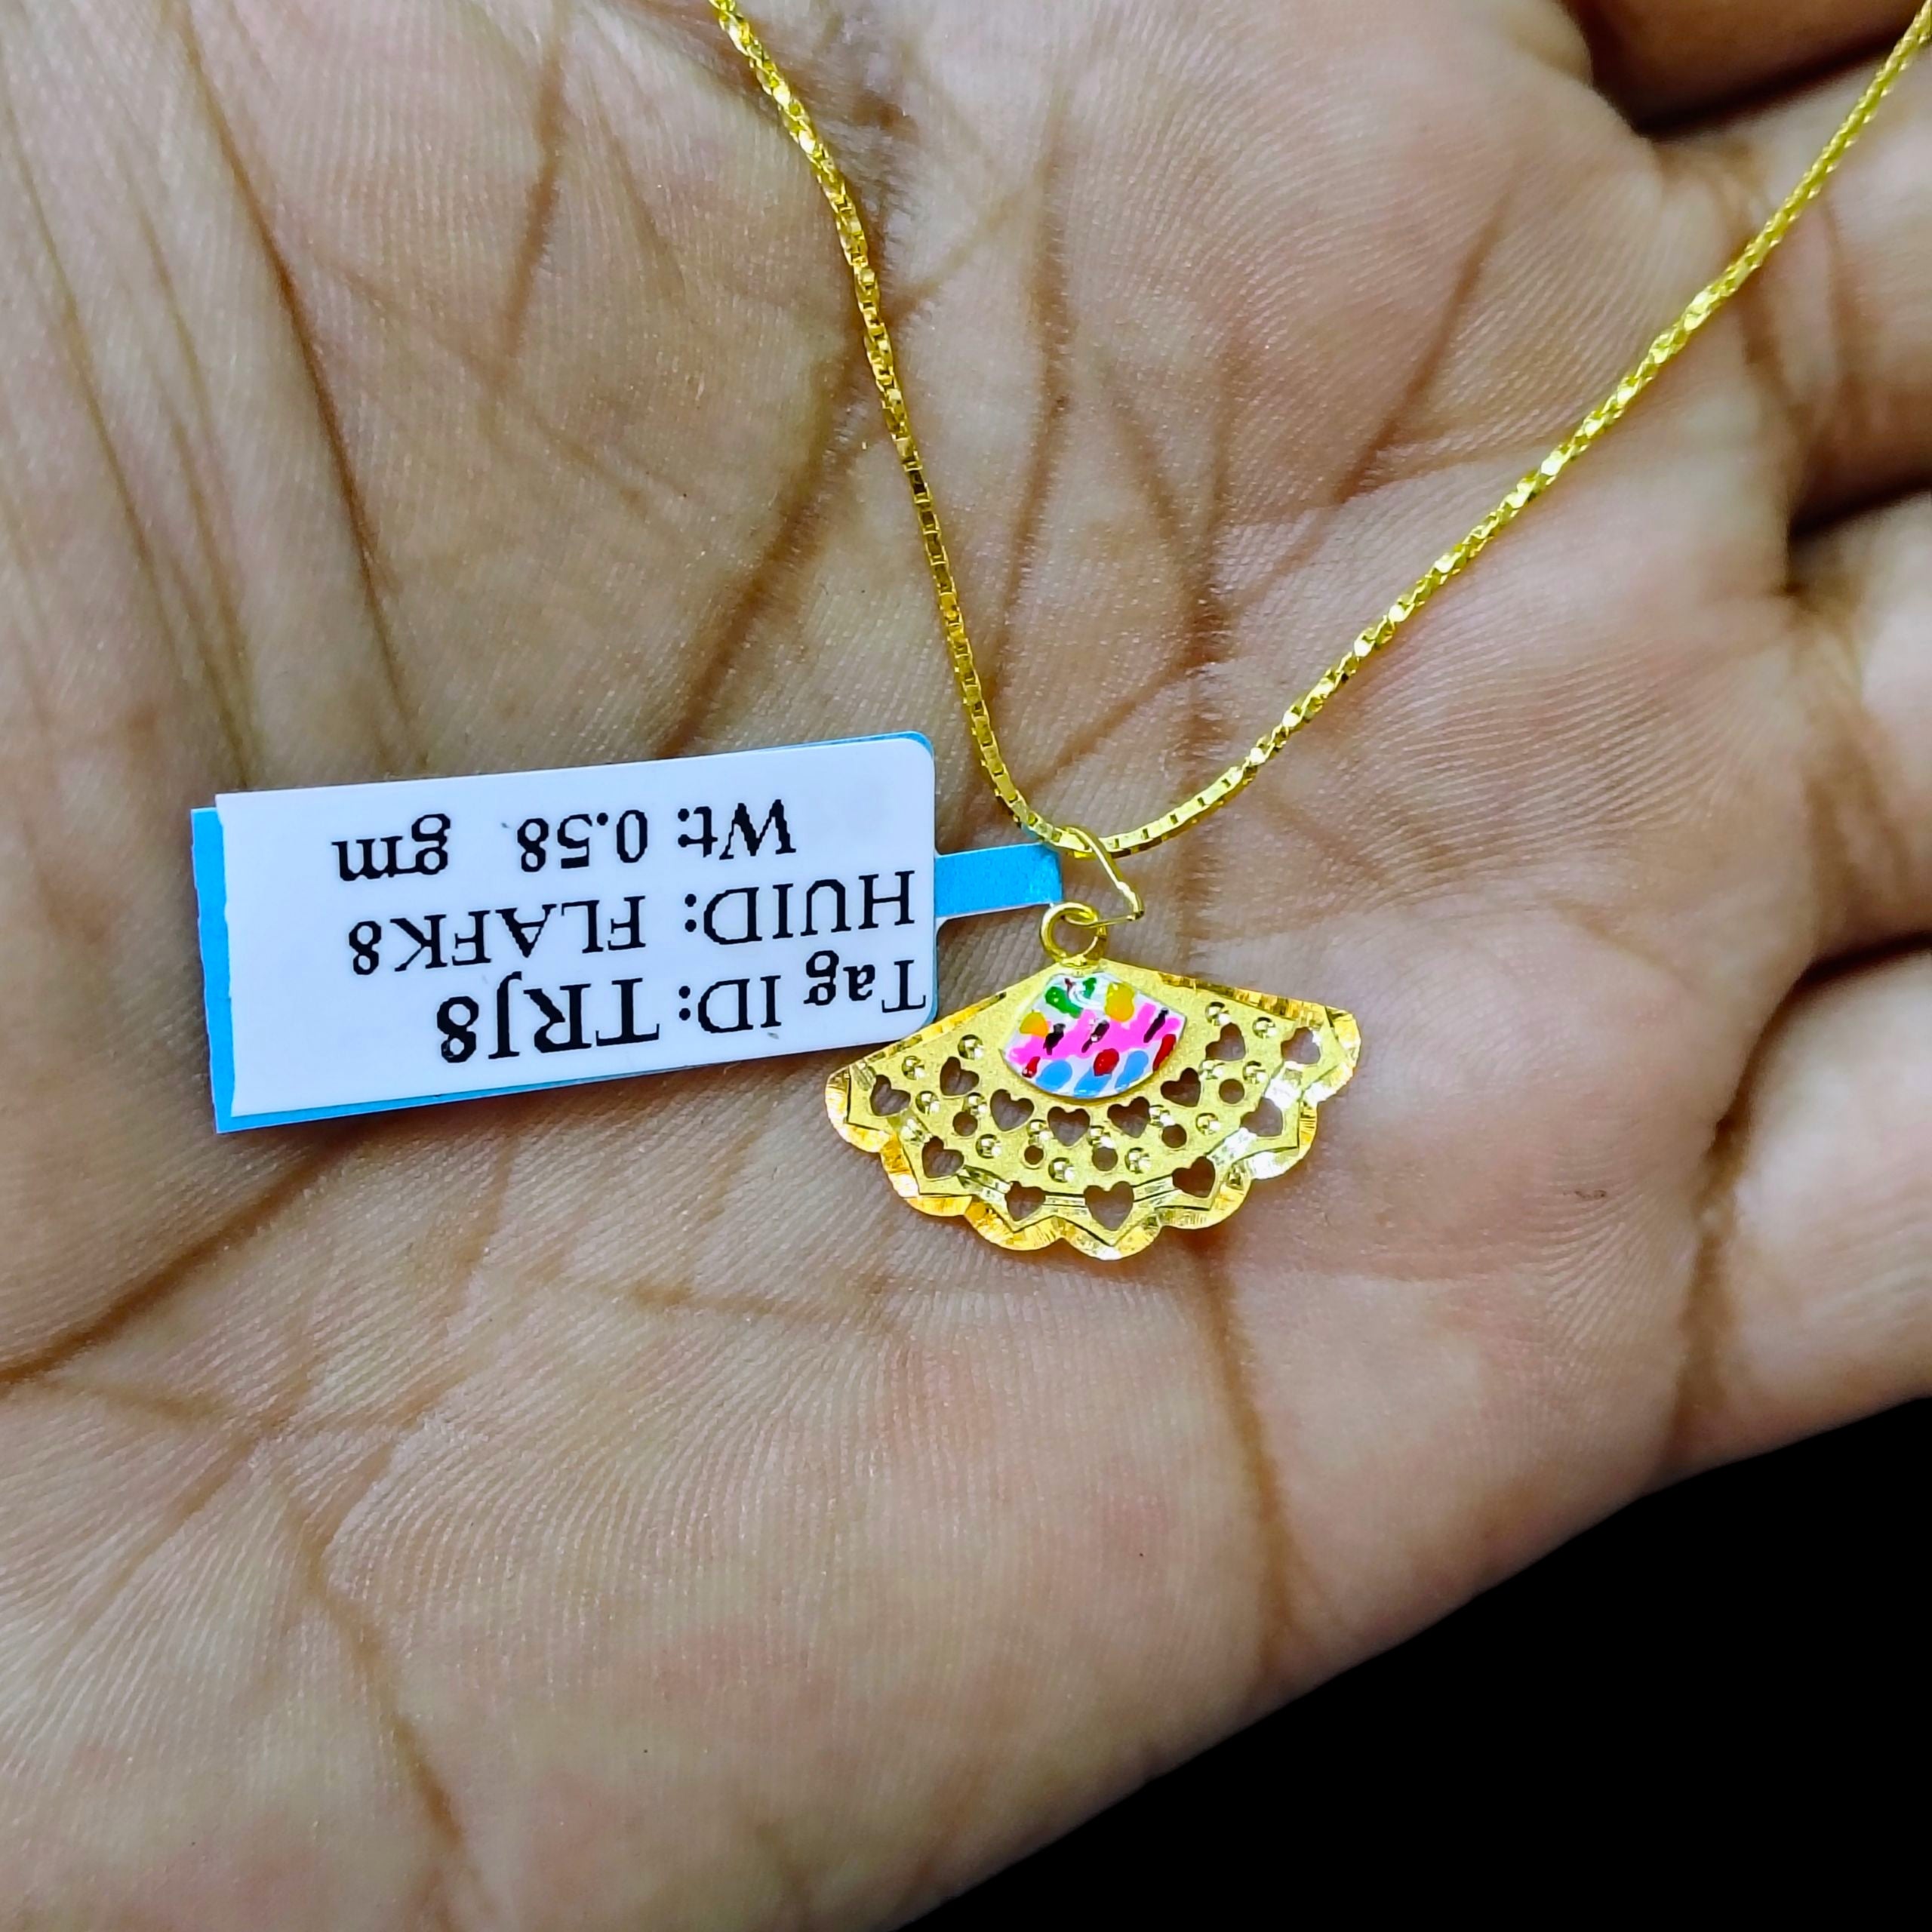 Tag ID:TRJ8
HUID: FLAFK8
Wt: 0.58 gm